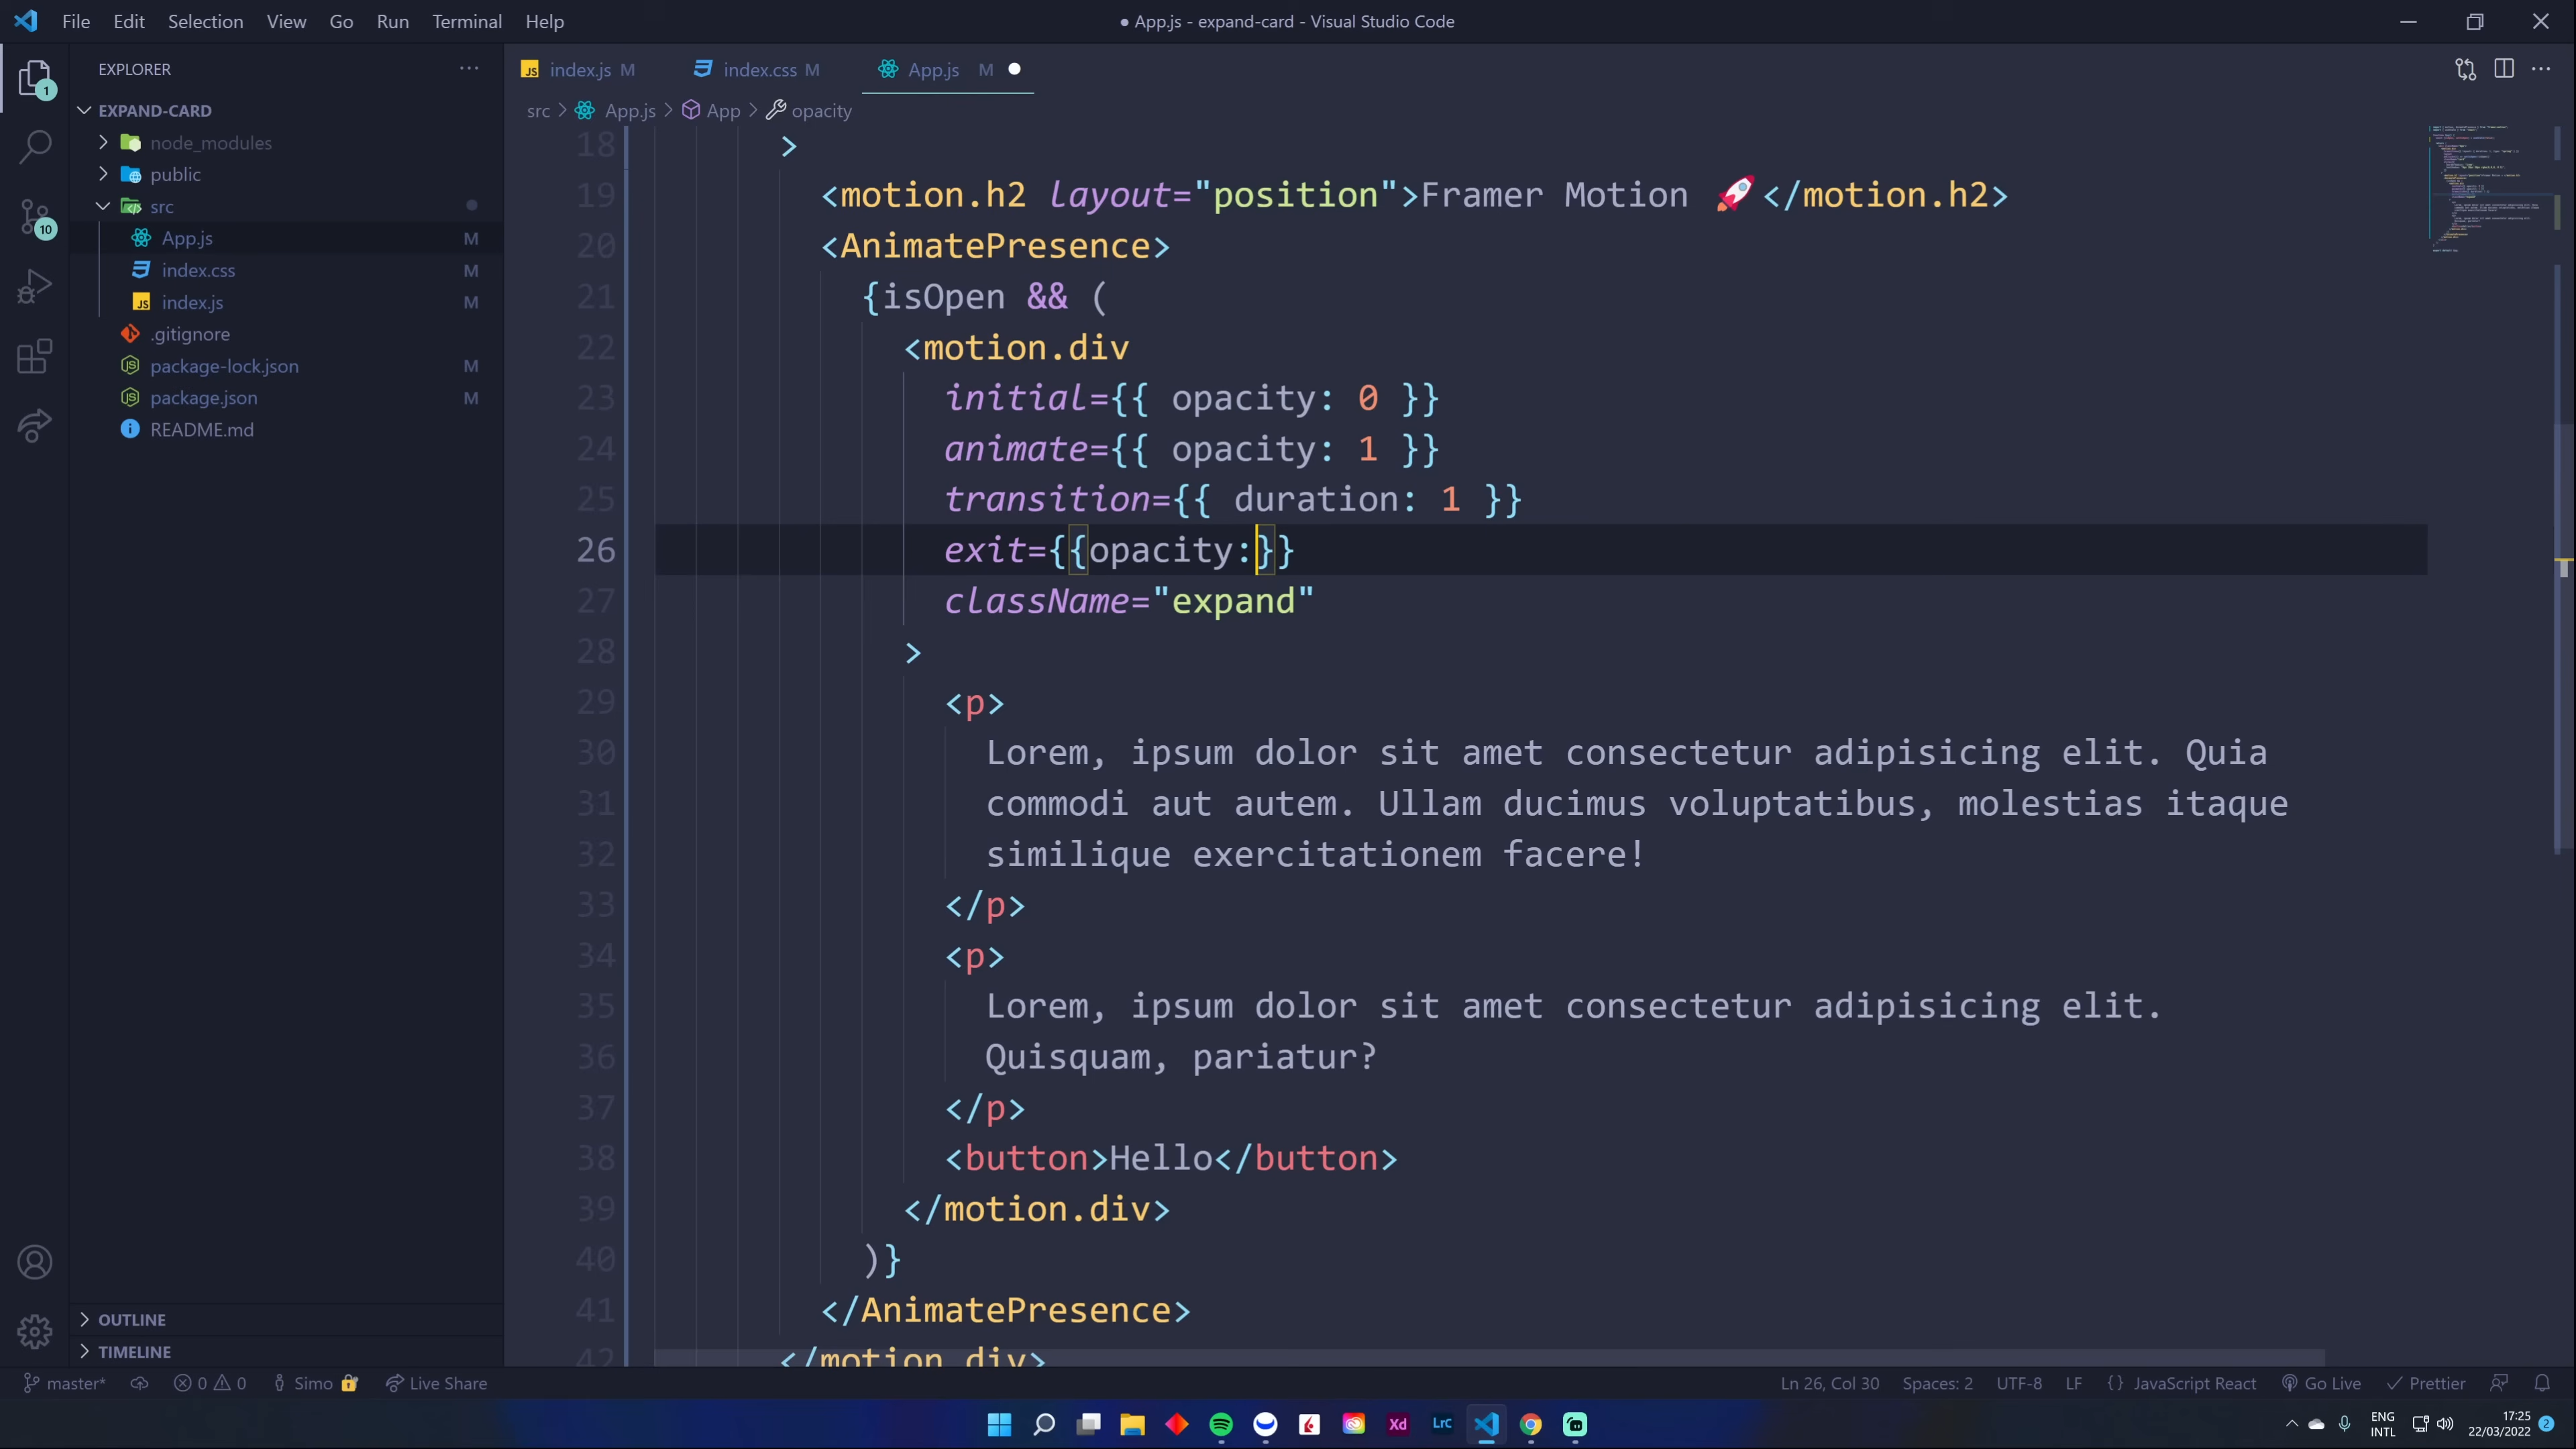 File Edit Selection View Go Run Terminal Help
● App.js - expand-card - Visual Studio Code
EXPLORER
index.js M
index.css M
App.js M
EXPAND-CARD
src > App.js > App > opacity
node_modules
public
src
App.js M
index.css M
index.js M
.gitignore
package-lock.json M
package.json M
README.md
1
10
18 >
19 <motion.h2 layout="position">Framer Motion 🚀</motion.h2>
20 <AnimatePresence>
21 {isOpen && (
22 <motion.div
23 initial={{ opacity: 0 }}
24 animate={{ opacity: 1 }}
25 transition={{ duration: 1 }}
26 exit={{opacity:}}
27 className="expand"
28 >
29 <p>
30 Lorem, ipsum dolor sit amet consectetur adipisicing elit. Quia
31 commodi aut autem. Ullam ducimus voluptatibus, molestias itaque
32 similique exercitationem facere!
33 </p>
34 <p>
35 Lorem, ipsum dolor sit amet consectetur adipisicing elit.
36 Quisquam, pariatur?
37 </p>
38 <button>Hello</button>
39 </motion.div>
40 )}
41 </AnimatePresence>
42 </motion.div>
OUTLINE
TIMELINE
master* 0 0 Simo Live Share
Ln 26, Col 30 Spaces: 2 UTF-8 LF {} JavaScript React Go Live Prettier
Xd LrC
ENG
INTL
17:25
22/03/2022
2